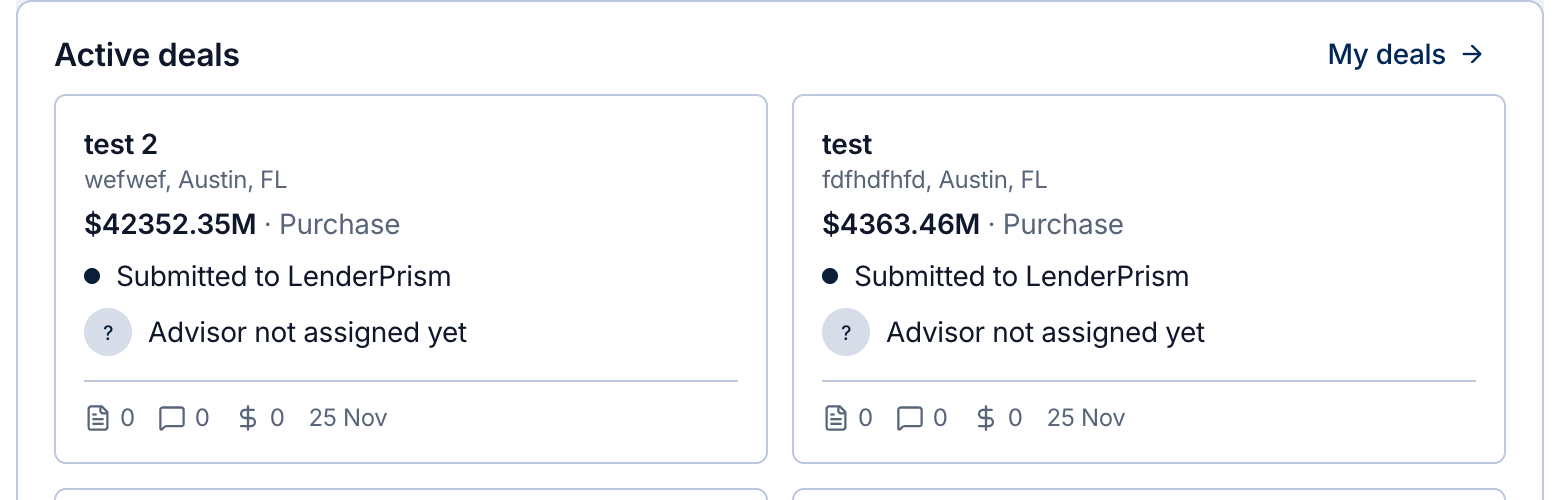 Active deals
My deals →
test 2
wefwef, Austin, FL
$42352.35M · Purchase
Submitted to LenderPrism
? Advisor not assigned yet
0 0 $ 0 25 Nov
test
fdfhdfhfd, Austin, FL
$4363.46M · Purchase
Submitted to LenderPrism
? Advisor not assigned yet
0 0 $ 0 25 Nov